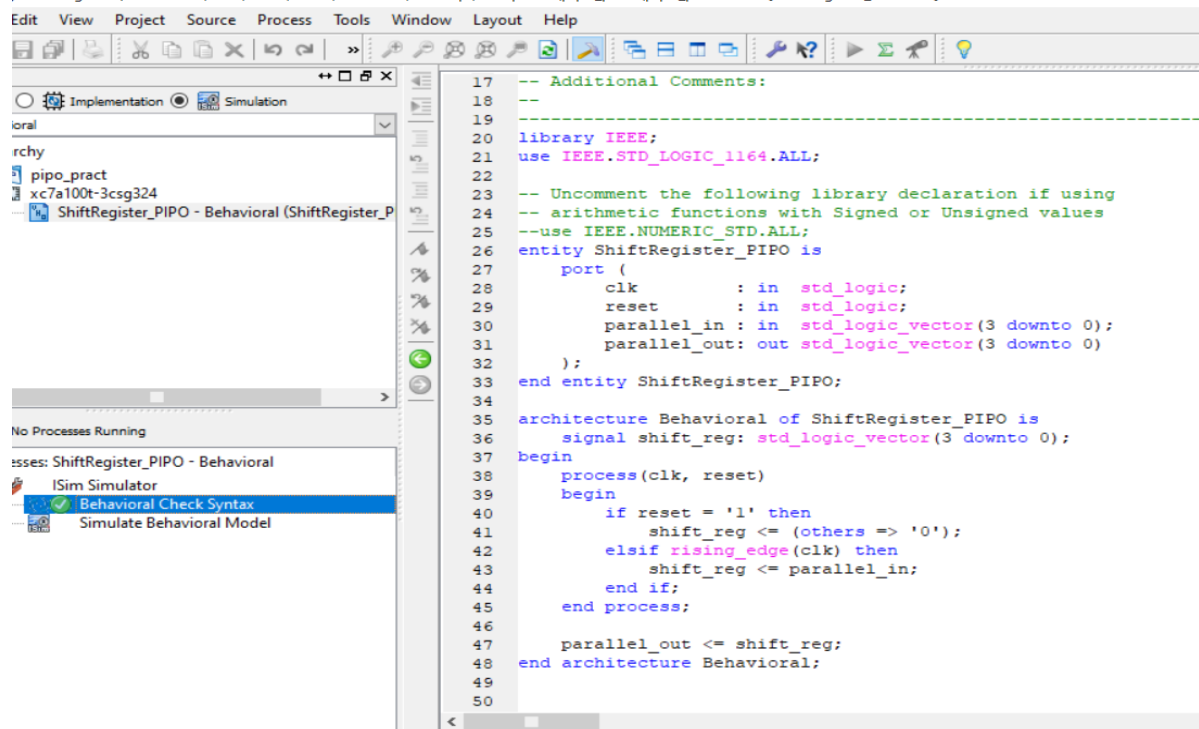 Edit View Project Source Process Tools Window Layout Help
»
Implementation Simulation
ioral
rchy
pipo_pract
xc7a100t-3csg324
ShiftRegister_PIPO - Behavioral (ShiftRegister_P
No Processes Running
esses: ShiftRegister_PIPO - Behavioral
ISim Simulator
Behavioral Check Syntax
Simulate Behavioral Model
17 -- Additional Comments:
18 --
19 ----------------------------------------------------------------------------------
20 library IEEE;
21 use IEEE.STD_LOGIC_1164.ALL;
22
23 -- Uncomment the following library declaration if using
24 -- arithmetic functions with Signed or Unsigned values
25 --use IEEE.NUMERIC_STD.ALL;
26 entity ShiftRegister_PIPO is
27     port (
28         clk         : in  std_logic;
29         reset       : in  std_logic;
30         parallel_in : in  std_logic_vector(3 downto 0);
31         parallel_out: out std_logic_vector(3 downto 0)
32     );
33 end entity ShiftRegister_PIPO;
34
35 architecture Behavioral of ShiftRegister_PIPO is
36     signal shift_reg: std_logic_vector(3 downto 0);
37 begin
38     process(clk, reset)
39     begin
40         if reset = '1' then
41             shift_reg <= (others => '0');
42         elsif rising_edge(clk) then
43             shift_reg <= parallel_in;
44         end if;
45     end process;
46
47     parallel_out <= shift_reg;
48 end architecture Behavioral;
49
50